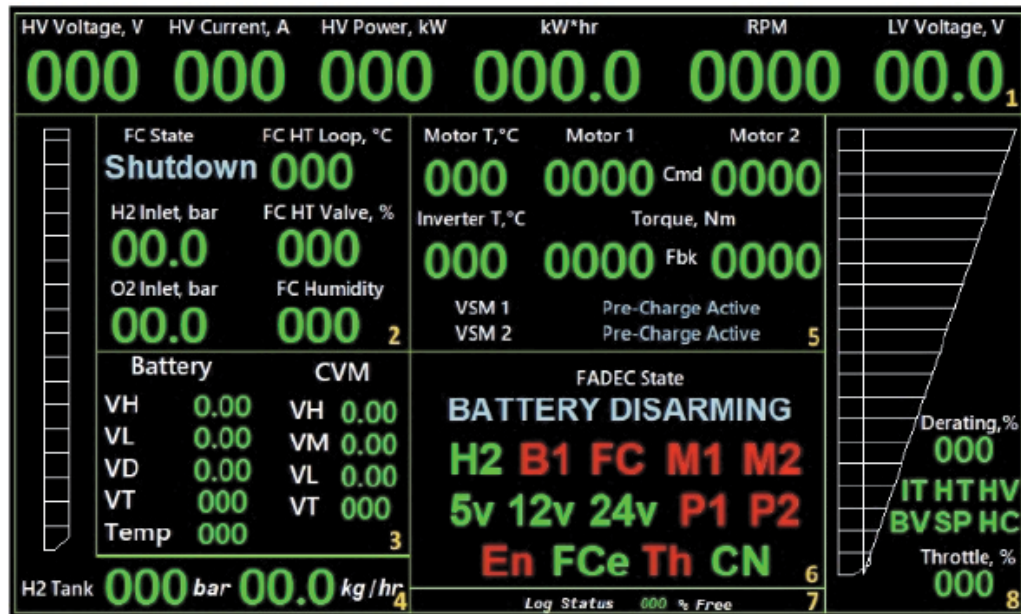 HV Voltage, V HV Current, A HV Power, kW kW*hr RPM LV Voltage, V
000 000 000 000.0 0000 00.0 1
FC State FC HT Loop, °C
Shutdown 000
H2 Inlet, bar FC HT Valve, %
00.0 000
O2 Inlet, bar FC Humidity
00.0 000 2
Battery CVM
VH 0.00 VH 0.00
VL 0.00 VM 0.00
VD 0.00 VL 0.00
VT 000 VT 000
Temp 000 3
H2 Tank 000 bar 00.0 kg/hr 4
Motor T,°C Motor 1 Motor 2
000 0000 Cmd 0000
Inverter T,°C Torque, Nm
000 0000 Fbk 0000
VSM 1 Pre-Charge Active
VSM 2 Pre-Charge Active 5
FADEC State
BATTERY DISARMING
H2 B1 FC M1 M2
5v 12v 24v P1 P2
En FCe Th CN 6
Log Status 000 % Free 7
Derating,%
000
IT HT HV
BV SP HC
Throttle, %
000 8